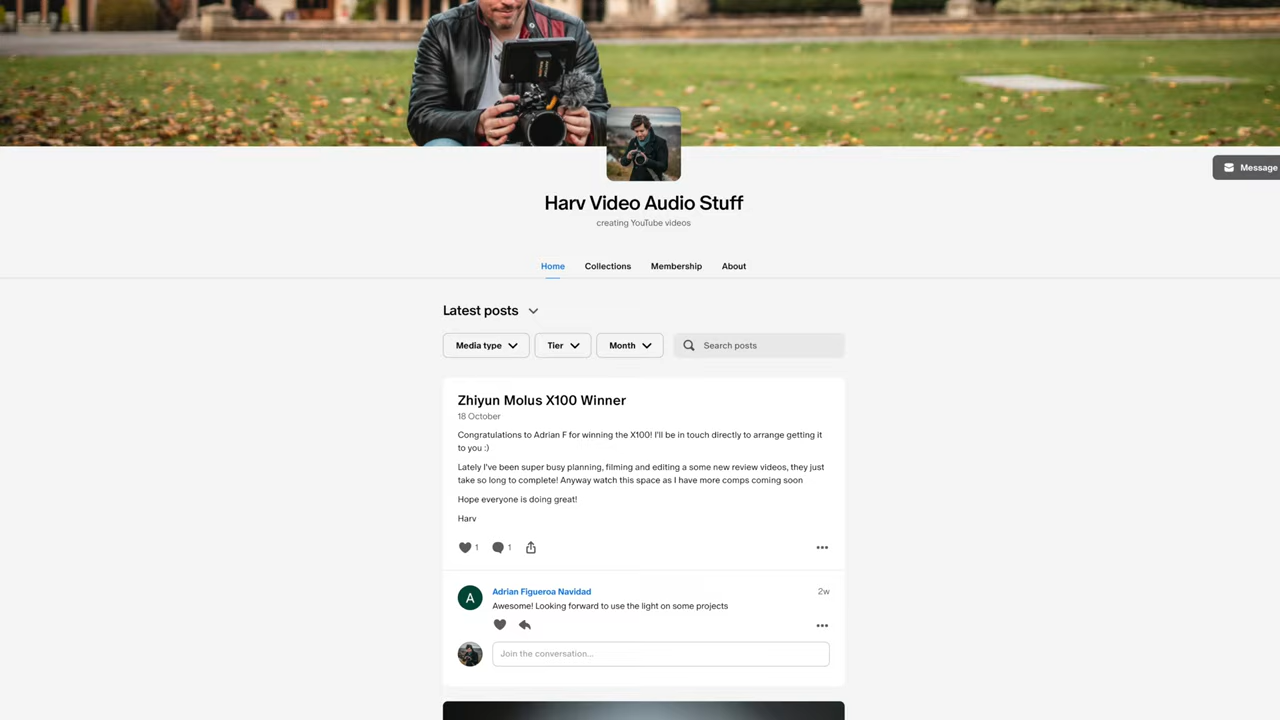 Message
Harv Video Audio Stuff
creating YouTube videos
Home Collections Membership About
Latest posts
Media type Tier Month Search posts
Zhiyun Molus X100 Winner
18 October
Congratulations to Adrian F for winning the X100! I'll be in touch directly to arrange getting it
to you :)
Lately I've been super busy planning, filming and editing a some new review videos, they just
take so long to complete! Anyway watch this space as I have more comps coming soon
Hope everyone is doing great!
Harv
1 1
A
Adrian Figueroa Navidad 2w
Awesome! Looking forward to use the light on some projects
Join the conversation...